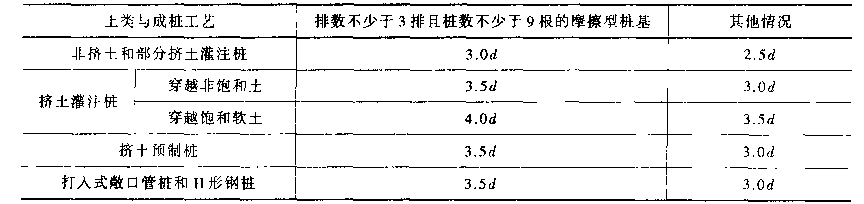 土类与成桩工艺 排数不少于3排且桩数不少于9根的摩擦型桩基 其他情况
非挤土和部分挤土灌注桩 3.0d 2.5d
挤土灌注桩 穿越非饱和土 3.5d 3.0d
穿越饱和软土 4.0d 3.5d
挤土预制桩 3.5d 3.0d
打入式敞口管桩和H形钢桩 3.5d 3.0d